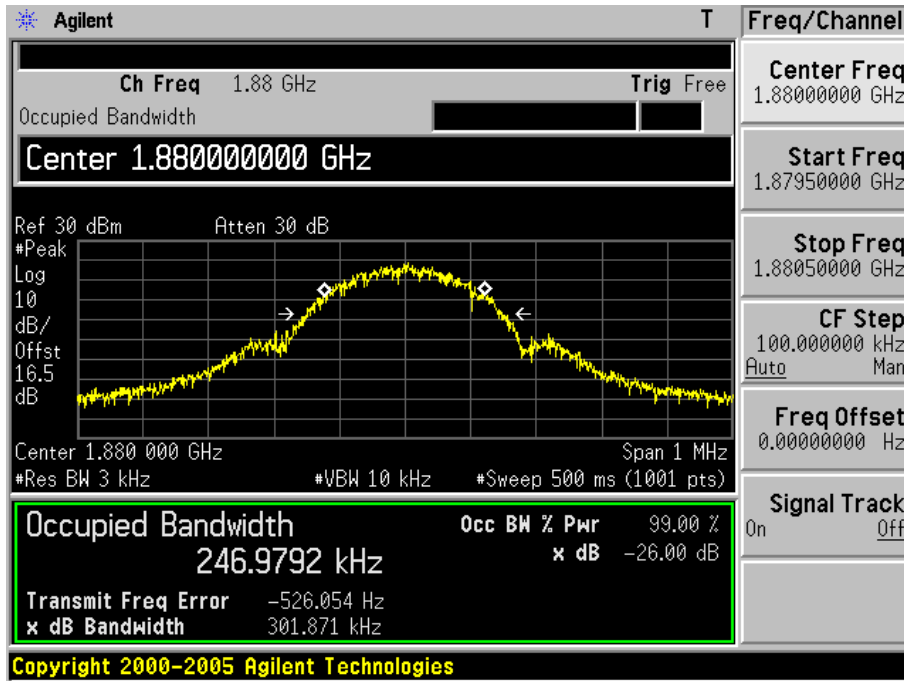 Agilent T
Ch Freq 1.88 GHz Trig Free
Occupied Bandwidth
Center 1.880000000 GHz
Ref 30 dBm Atten 30 dB
#Peak
Log
10
dB/
Offst
16.5
dB
Center 1.880 000 GHz Span 1 MHz
#Res BW 3 kHz #VBW 10 kHz #Sweep 500 ms (1001 pts)
Occupied Bandwidth
246.9792 kHz
Occ BW % Pwr 99.00 %
x dB -26.00 dB
Transmit Freq Error -526.054 Hz
x dB Bandwidth 301.871 kHz
Copyright 2000-2005 Agilent Technologies
Freq/Channel
Center Freq
1.88000000 GHz
Start Freq
1.87950000 GHz
Stop Freq
1.88050000 GHz
CF Step
100.000000 kHz
Auto Man
Freq Offset
0.00000000 Hz
Signal Track
On Off